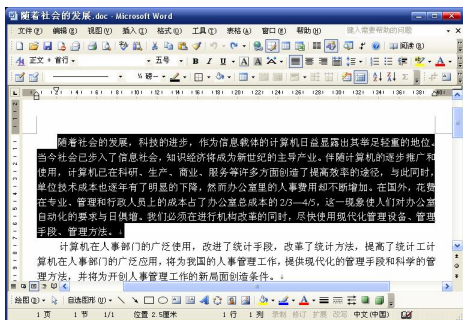 随着社会的发展.doc - Microsoft Word
文件(F) 编辑(E) 视图(V) 插入(I) 格式(O) 工具(T) 表格(A) 窗口(W) 帮助(H) 键入需要帮助的问题
阅读(R)
正文 + 首行 五号 B I U A A
½ 磅
随着社会的发展，科技的进步，作为信息载体的计算机日益显露出其举足轻重的地位。
当今社会已步入了信息社会，知识经济将成为新世纪的主导产业。伴随计算机的逐步推广和
使用，计算机已在科研、生产、商业、服务等许多方面创造了提高效率的途径，与此同时，
单位技术成本也逐年有了明显的下降，然而办公室里的人事费用却不断增加。在国外，花费
在专业、管理和行政人员上的成本占了办公室总成本的 2/3—4/5，这一现象使人们对办公室
自动化的要求与日俱增。我们必须在进行机构改革的同时，尽快使用现代化管理设备、管理
手段、管理方法。
计算机在人事部门的广泛使用，改进了统计手段，改革了统计方法，提高了统计工计
算机在人事部门的广泛应用，将为我国的人事管理工作，提供现代化的管理手段和科学的管
理方法，并将为开创人事管理工作的新局面创造条件。
绘图(D) 自选图形(U)
1 页 1 节 1/1 位置 2.5厘米 1 行 1 列 录制 修订 扩展 改写 中文(中国)